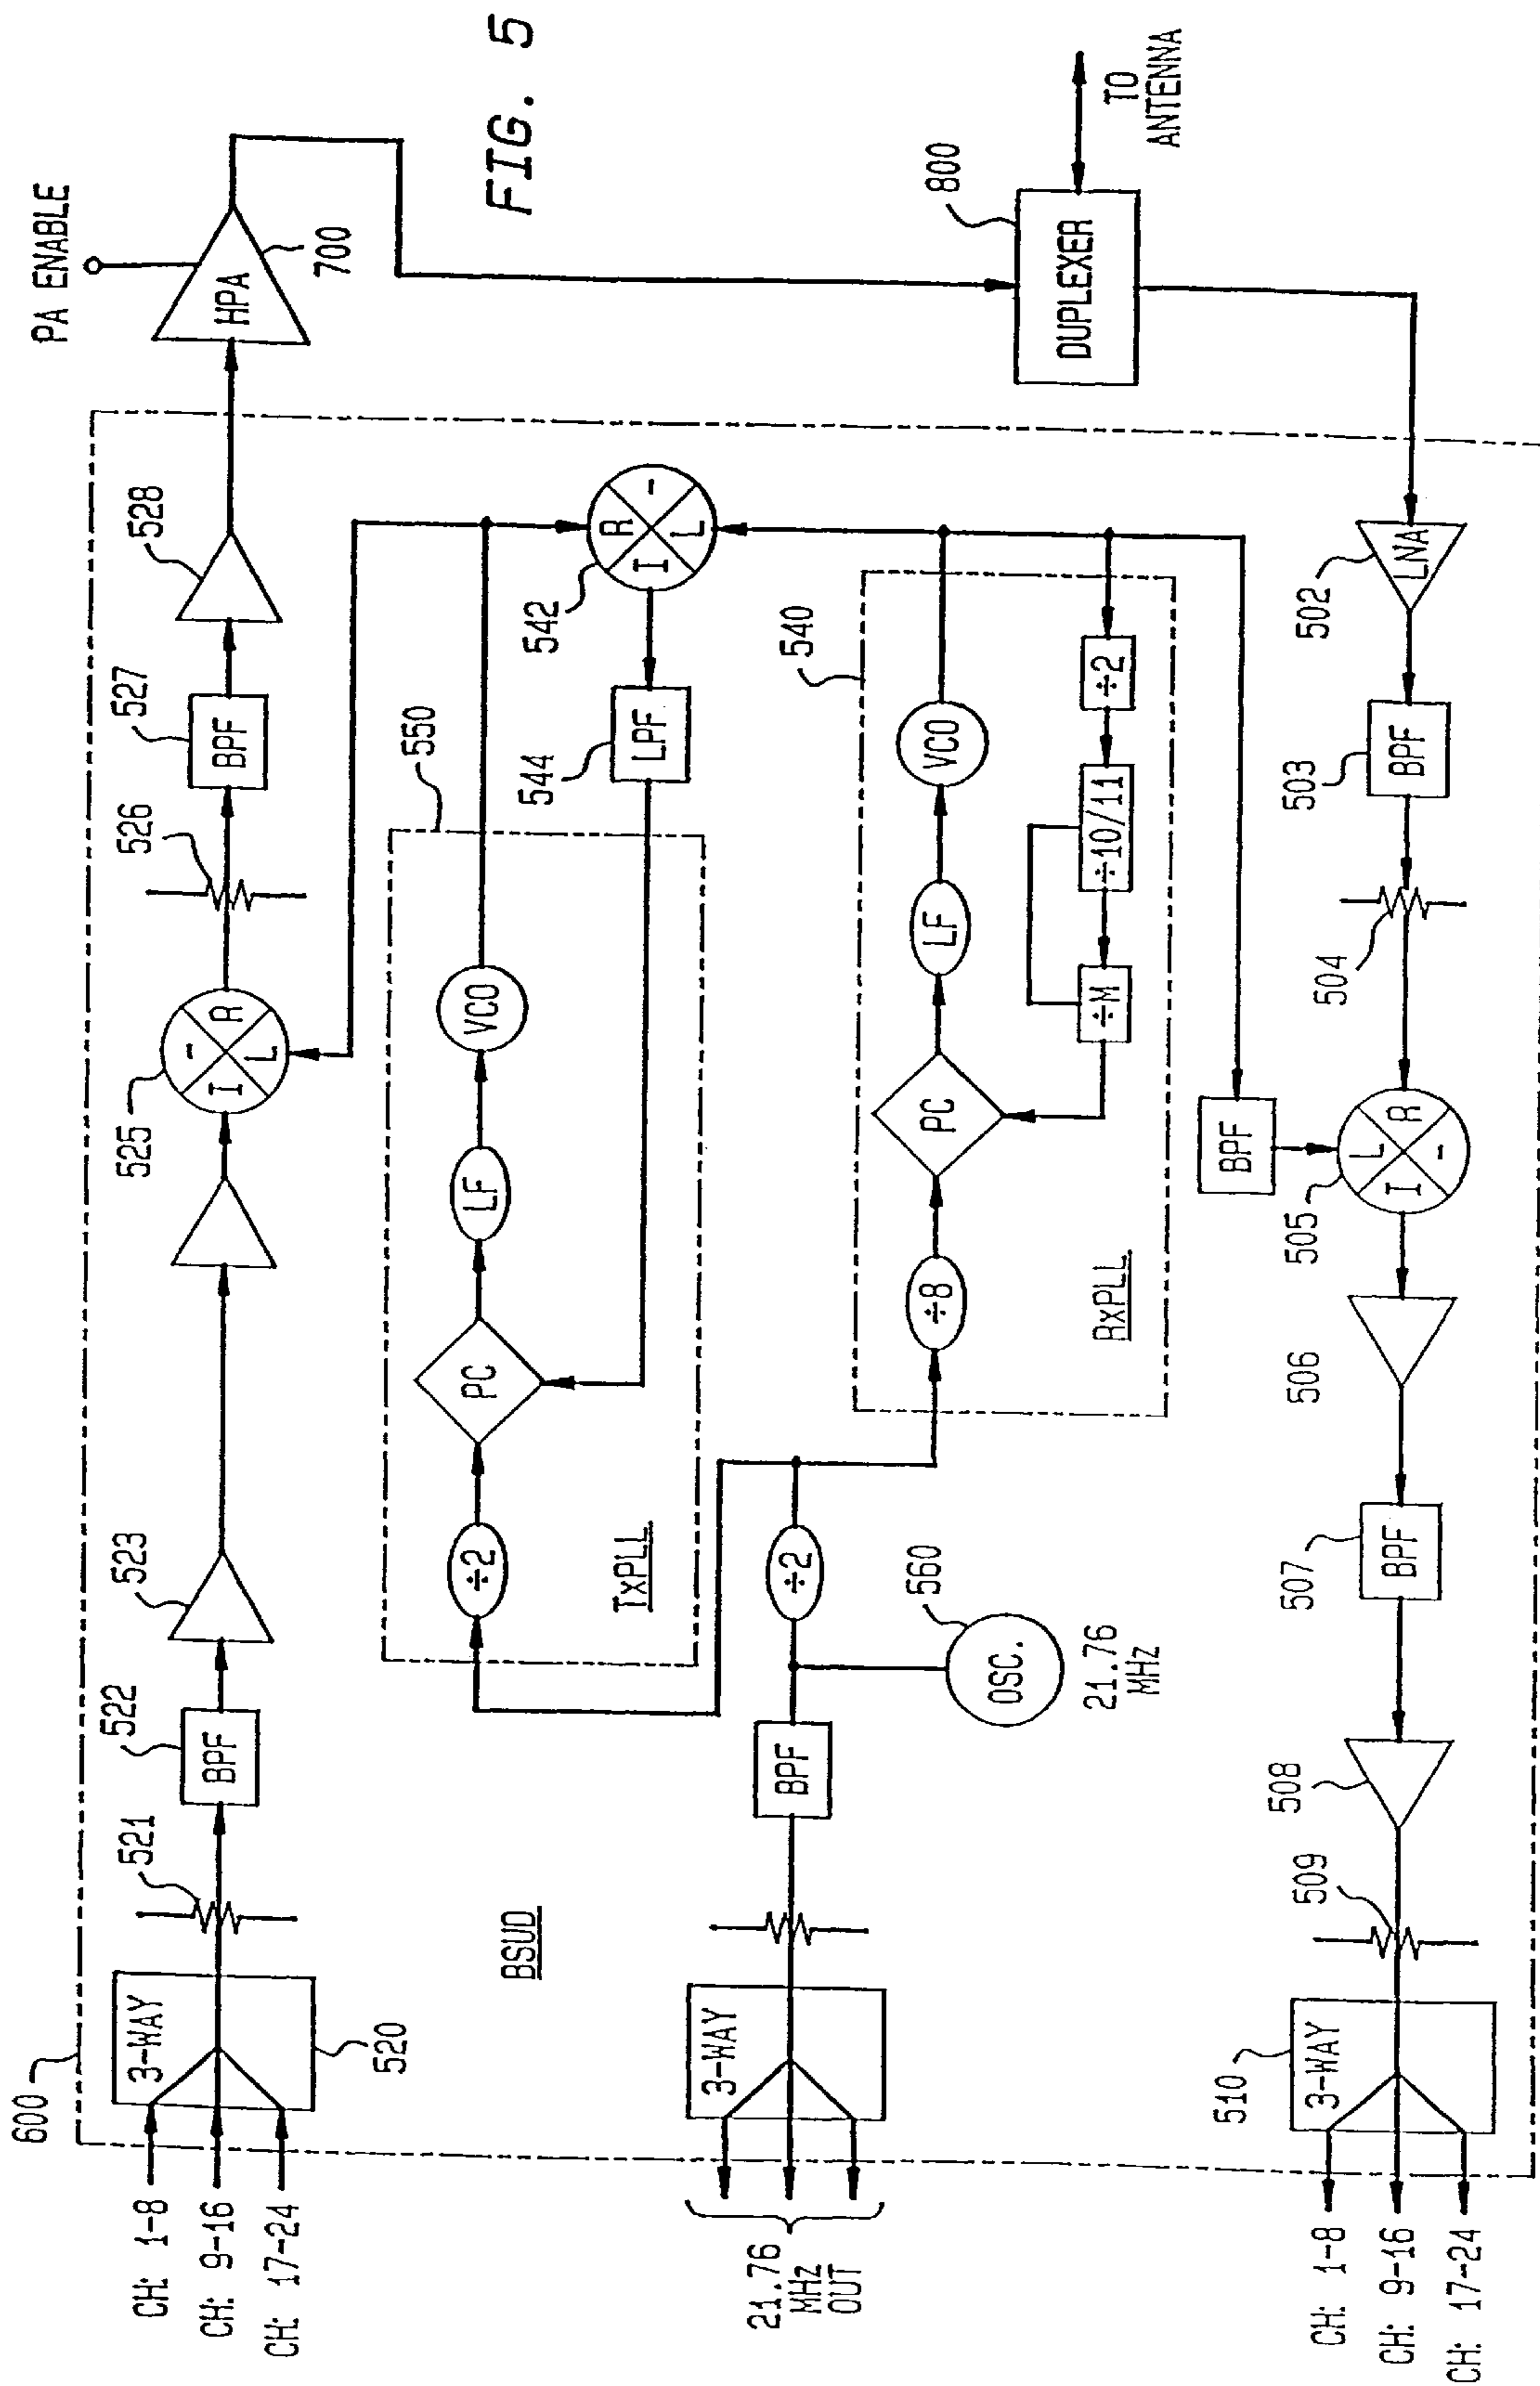 FIG. 5
PA ENABLE
HPA
700
600
CH: 1-8
CH: 9-16
CH: 17-24
3-WAY
520
521
BPF
522
523
I
-
R
L
525
526
BPF
527
528
÷2
PC
LF
VCO
TxPLL
550
R
-
I
L
542
LPF
544
DUPLEXER
800
TO
ANTENNA
BSUD
21.76
MHz
OUT
3-WAY
BPF
÷2
OSC.
560
21.76
MHz
÷8
PC
LF
VCO
÷M
÷10/11
÷2
RxPLL
540
BPF
CH: 1-8
CH: 9-16
CH: 17-24
3-WAY
510
509
508
BPF
507
506
L
R
I
-
505
504
BPF
503
LNA
502